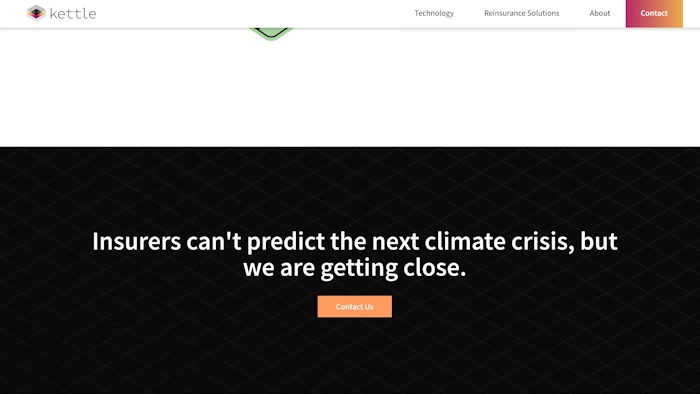 kettle
Technology
Reinsurance Solutions
About
Contact
Insurers can't predict the next climate crisis, but
we are getting close.
Contact Us